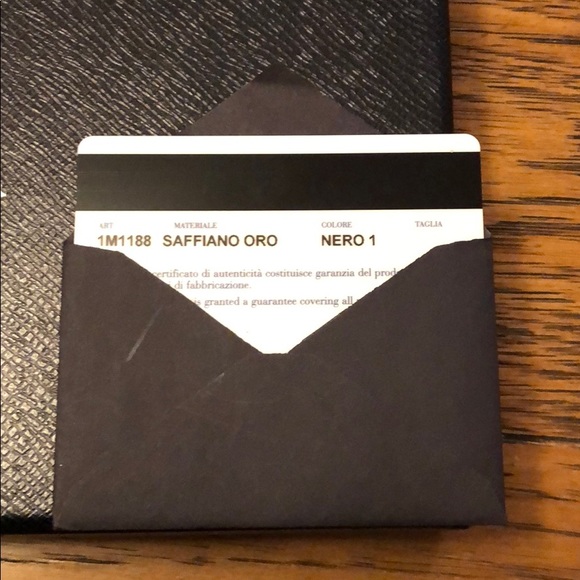 ART MATERIALE COLORE TAGLIA
1M1188 SAFFIANO ORO NERO 1
certificato di autenticità costituisce garanzia del
di fabbricazione.
is granted a guarantee covering all